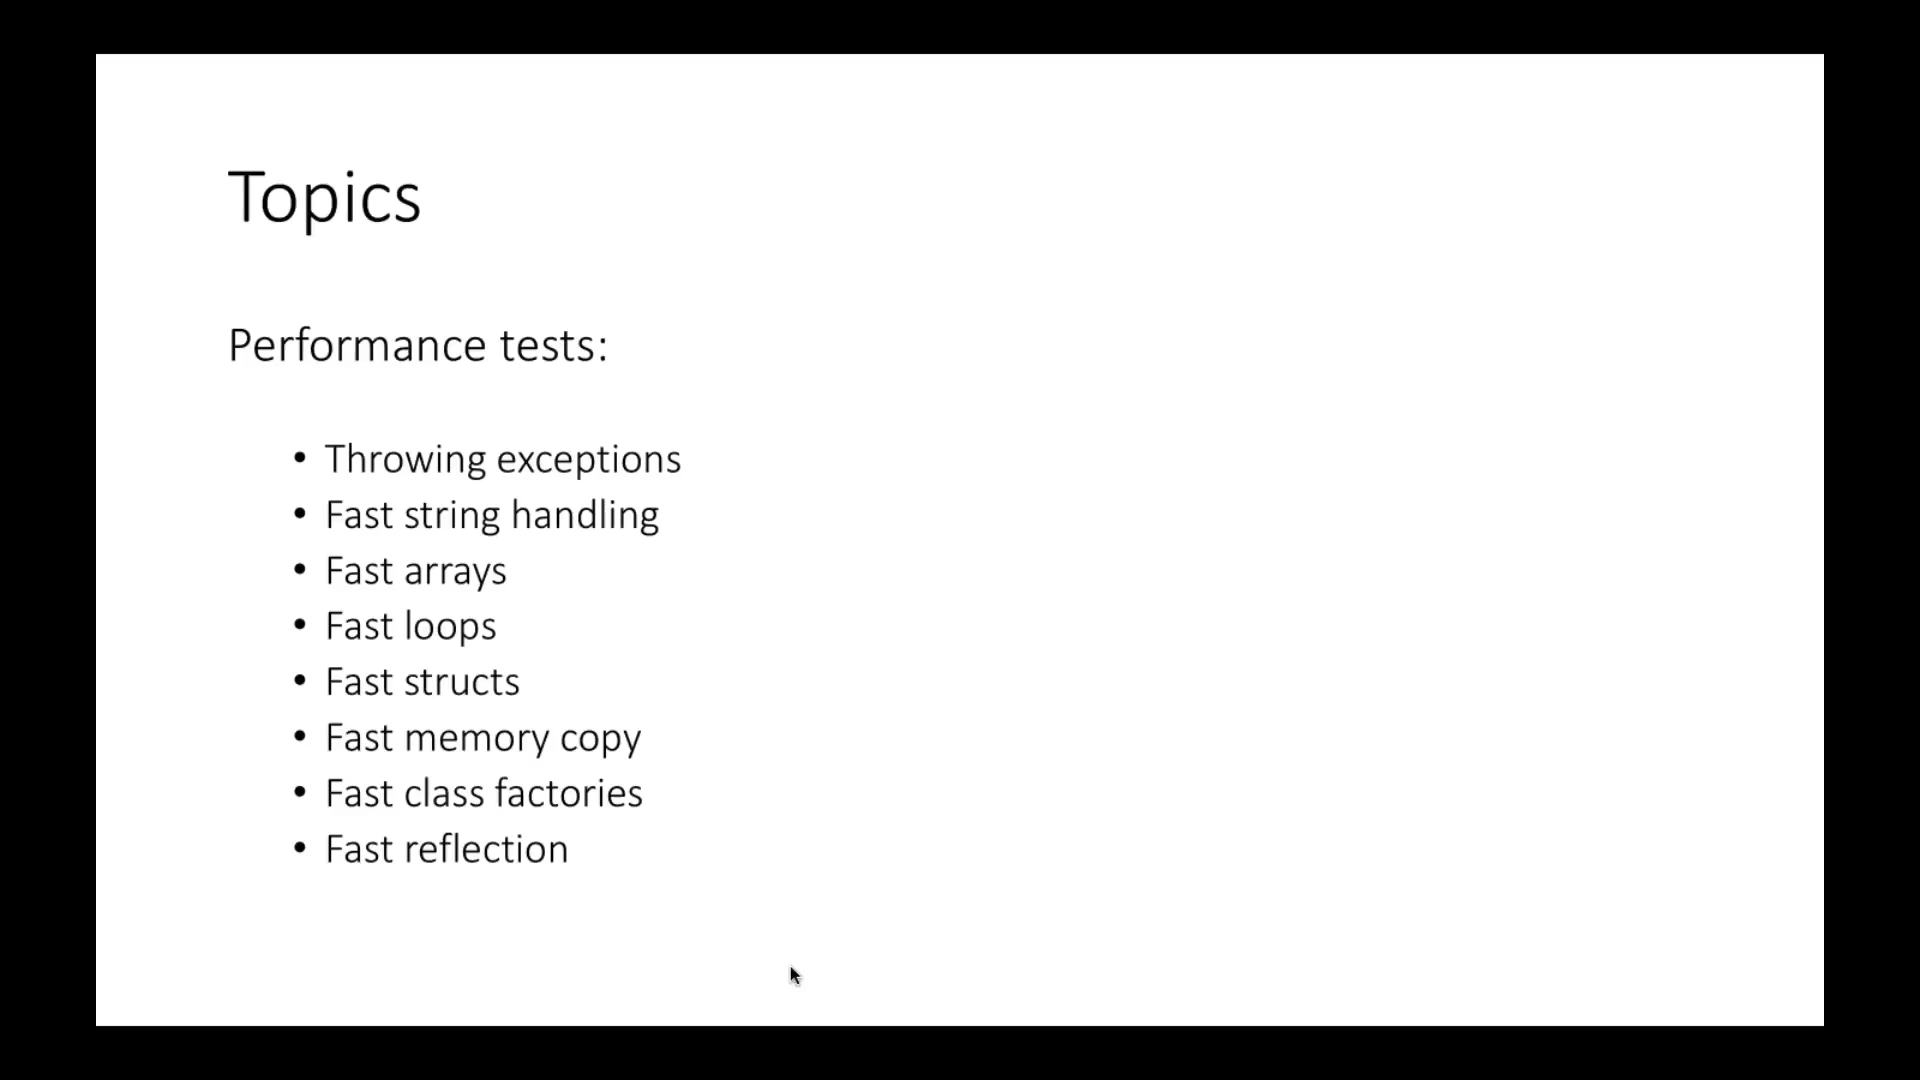 Topics
Performance tests:
• Throwing exceptions
• Fast string handling
• Fast arrays
• Fast loops
• Fast structs
• Fast memory copy
• Fast class factories
• Fast reflection